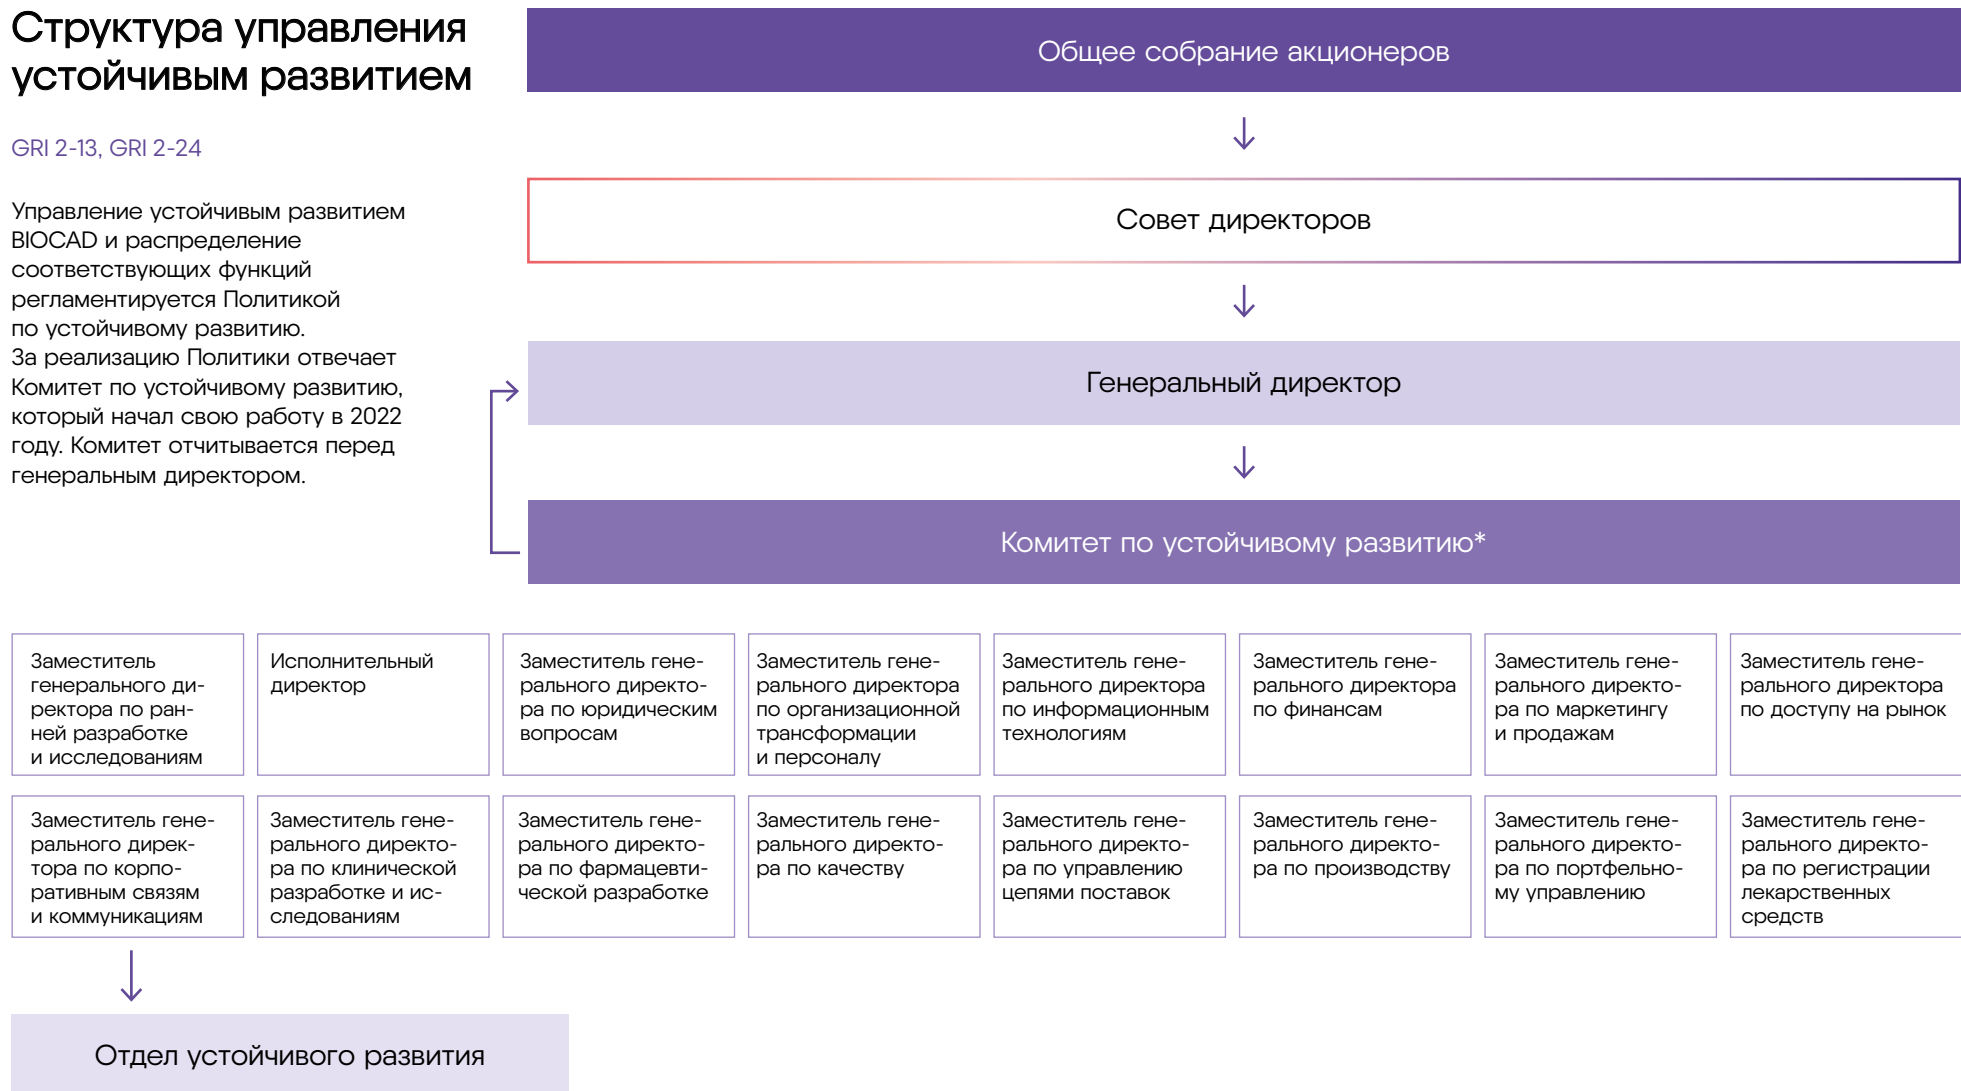 Структура управления
устойчивым развитием
GRI 2-13, GRI 2-24
Управление устойчивым развитием
BIOCAD и распределение
соответствующих функций
регламентируется Политикой
по устойчивому развитию.
За реализацию Политики отвечает
Комитет по устойчивому развитию,
который начал свою работу в 2022
году. Комитет отчитывается перед
генеральным директором.
Общее собрание акционеров
Совет директоров
Генеральный директор
Комитет по устойчивому развитию*
Заместитель
генерального ди-
ректора по ран-
ней разработке
и исследованиям
Исполнительный
директор
Заместитель гене-
рального директо-
ра по юридическим
вопросам
Заместитель гене-
рального директора
по организационной
трансформации
и персоналу
Заместитель гене-
рального директора
по информационным
технологиям
Заместитель гене-
рального директора
по финансам
Заместитель гене-
рального директо-
ра по маркетингу
и продажам
Заместитель гене-
рального директора
по доступу на рынок
Заместитель гене-
рального дирек-
тора по корпо-
ративным связям
и коммуникациям
Заместитель гене-
рального директо-
ра по клинической
разработке и ис-
следованиям
Заместитель гене-
рального директо-
ра по фармацевти-
ческой разработке
Заместитель гене-
рального директо-
ра по качеству
Заместитель гене-
рального директо-
ра по управлению
цепями поставок
Заместитель гене-
рального директо-
ра по производству
Заместитель гене-
рального директо-
ра по портфельно-
му управлению
Заместитель гене-
рального директо-
ра по регистрации
лекарственных
средств
Отдел устойчивого развития